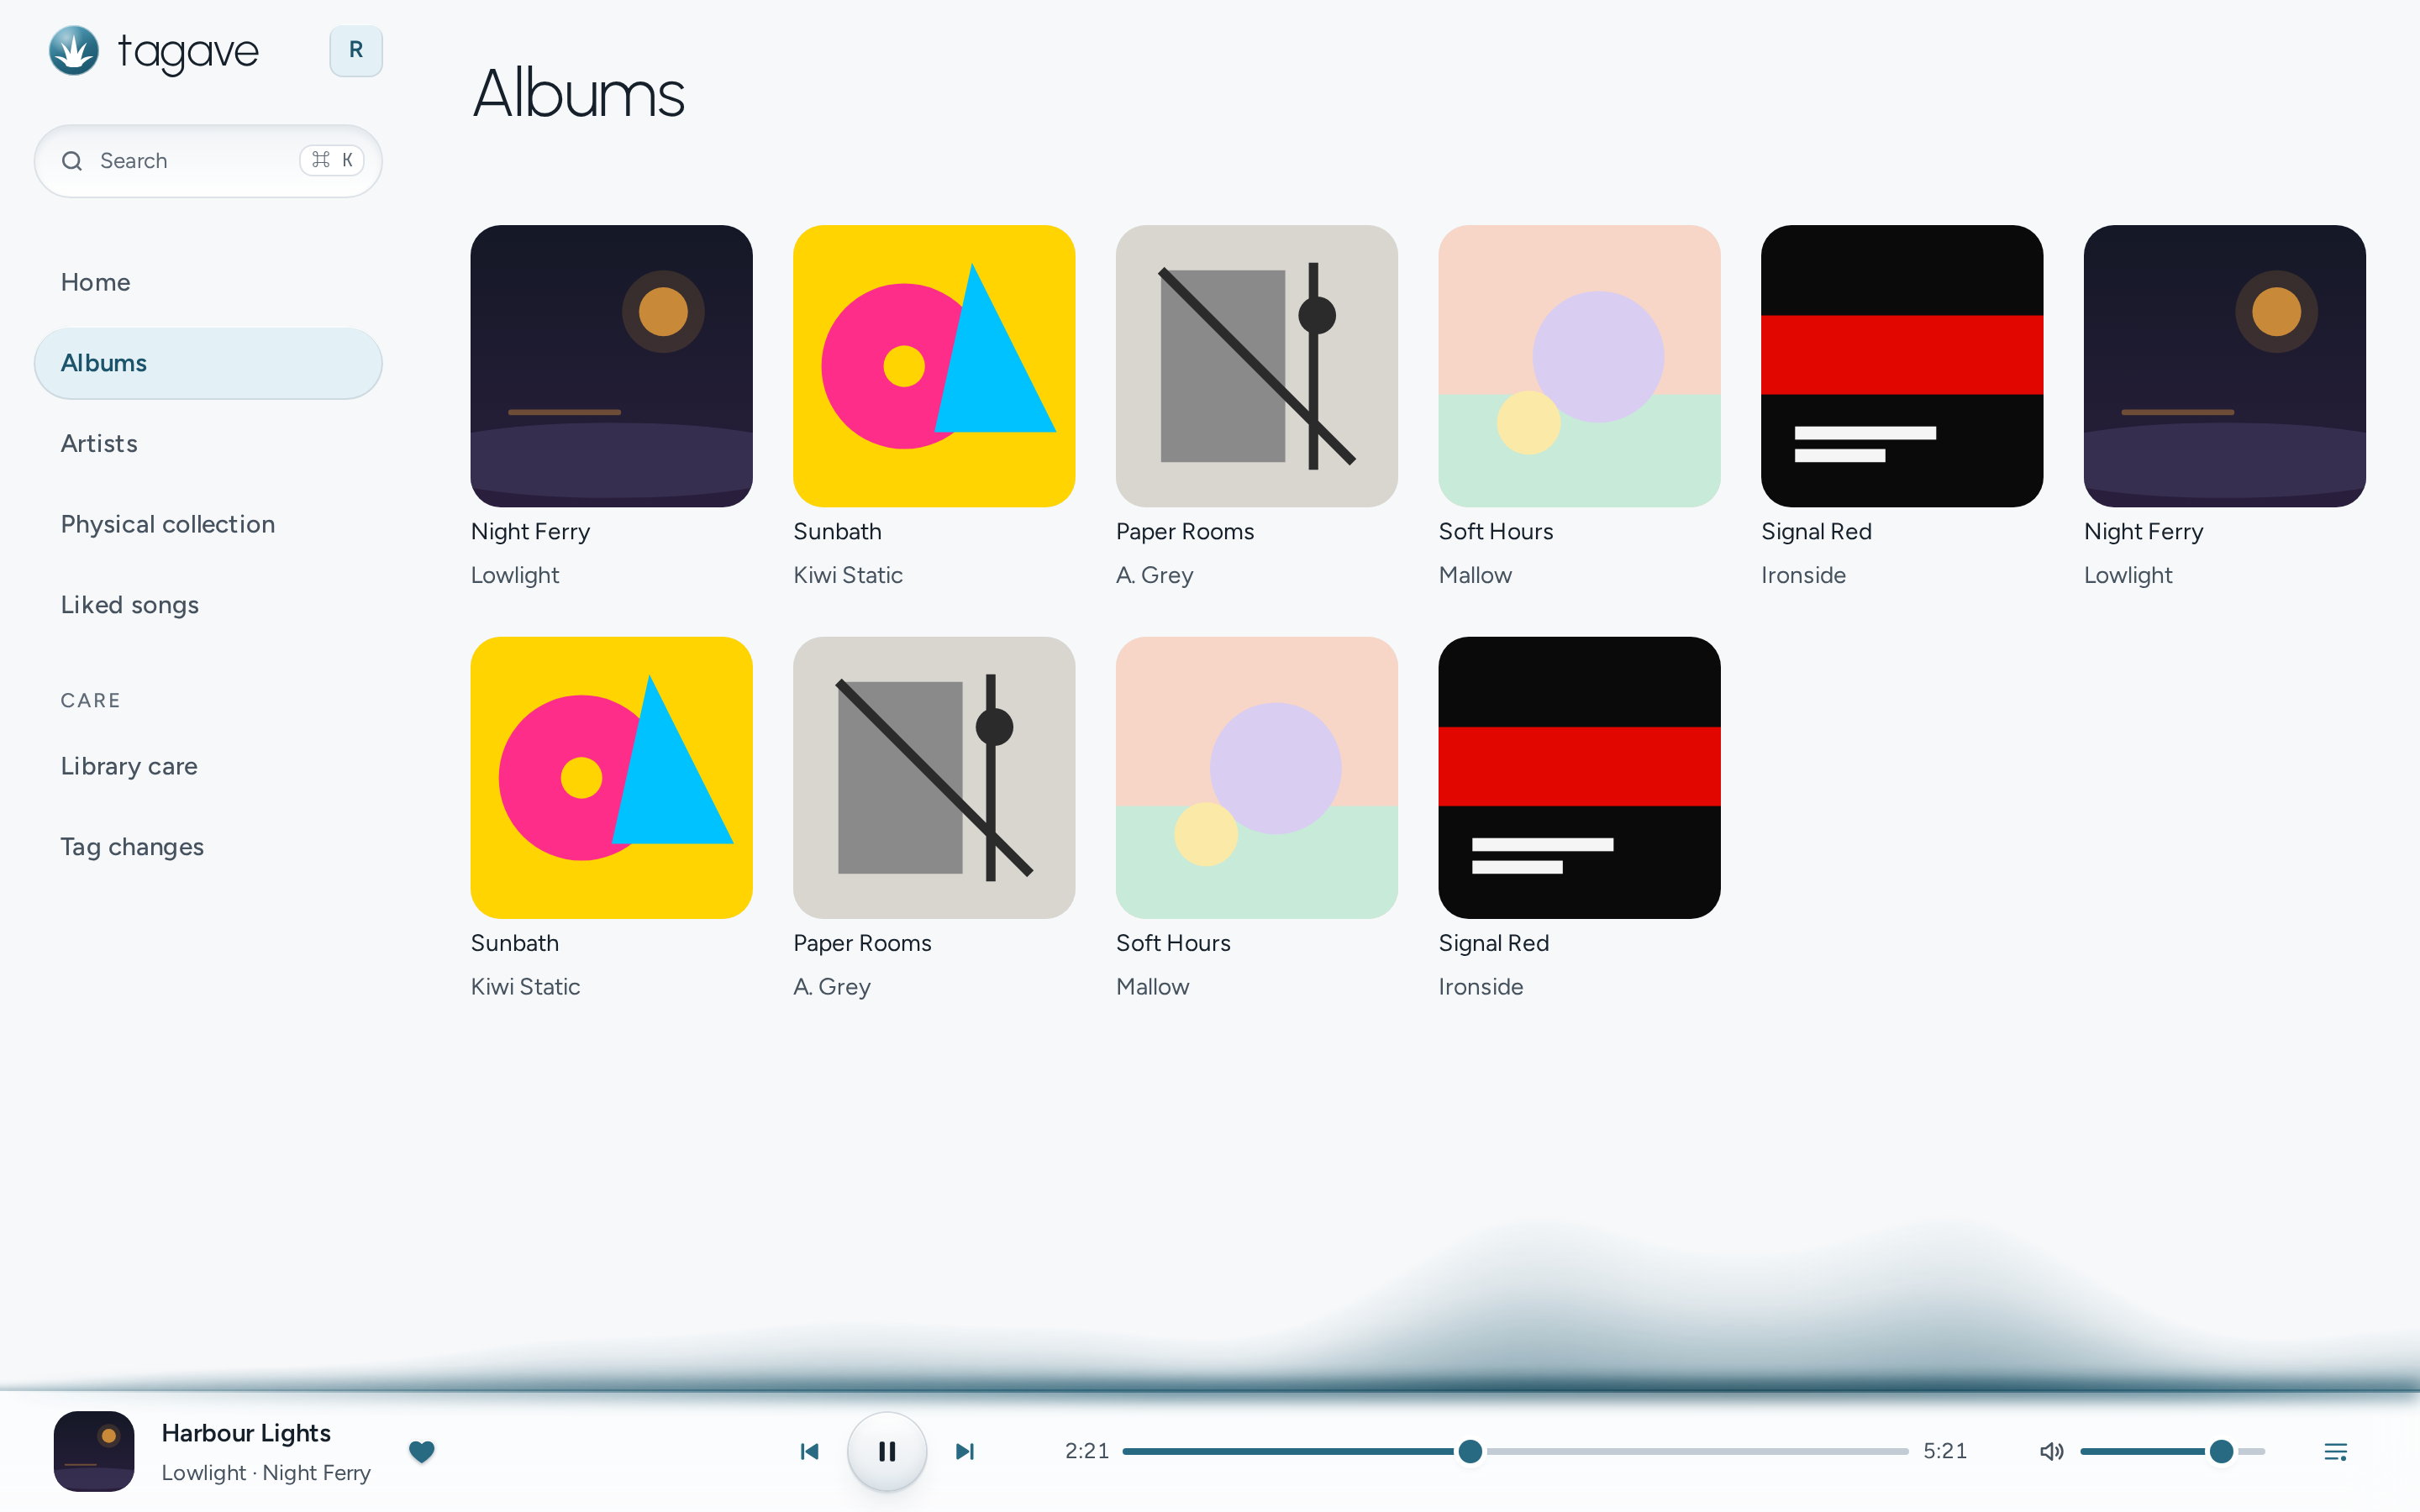 tagave
R
Search
⌘ K
Home
Albums
Artists
Physical collection
Liked songs
CARE
Library care
Tag changes
Albums
Night Ferry
Lowlight
Sunbath
Kiwi Static
Paper Rooms
A. Grey
Soft Hours
Mallow
Signal Red
Ironside
Night Ferry
Lowlight
Sunbath
Kiwi Static
Paper Rooms
A. Grey
Soft Hours
Mallow
Signal Red
Ironside
Harbour Lights
Lowlight · Night Ferry
2:21
5:21